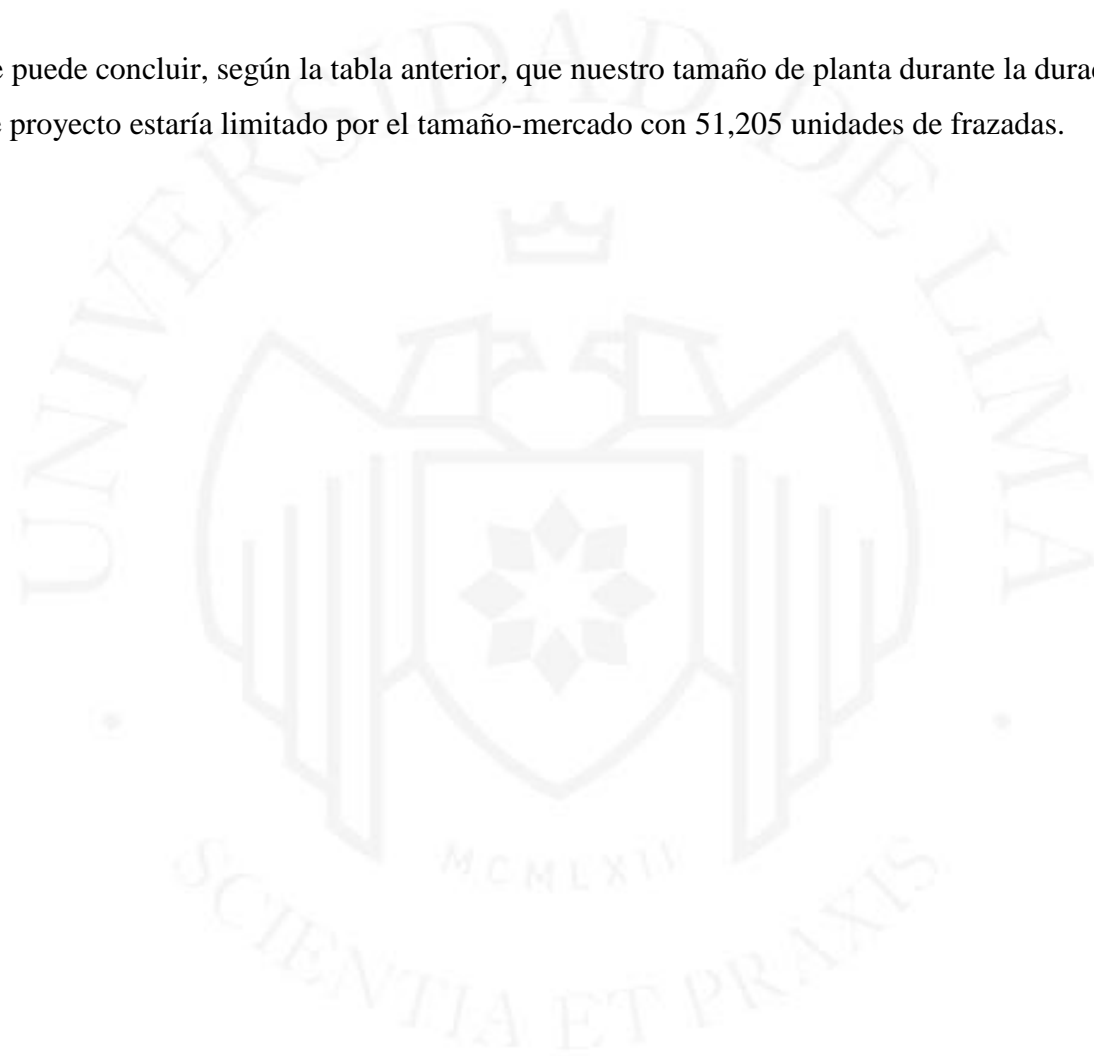 puede concluir, según la tabla anterior, que nuestro tamaño de planta durante la
proyecto estaría limitado por el tamaño-mercado con 51,205 unidades de frazadas.
UNIVERSIDAD DE LIMA
MCMLXII
SCIENTIA ET PRAXIS